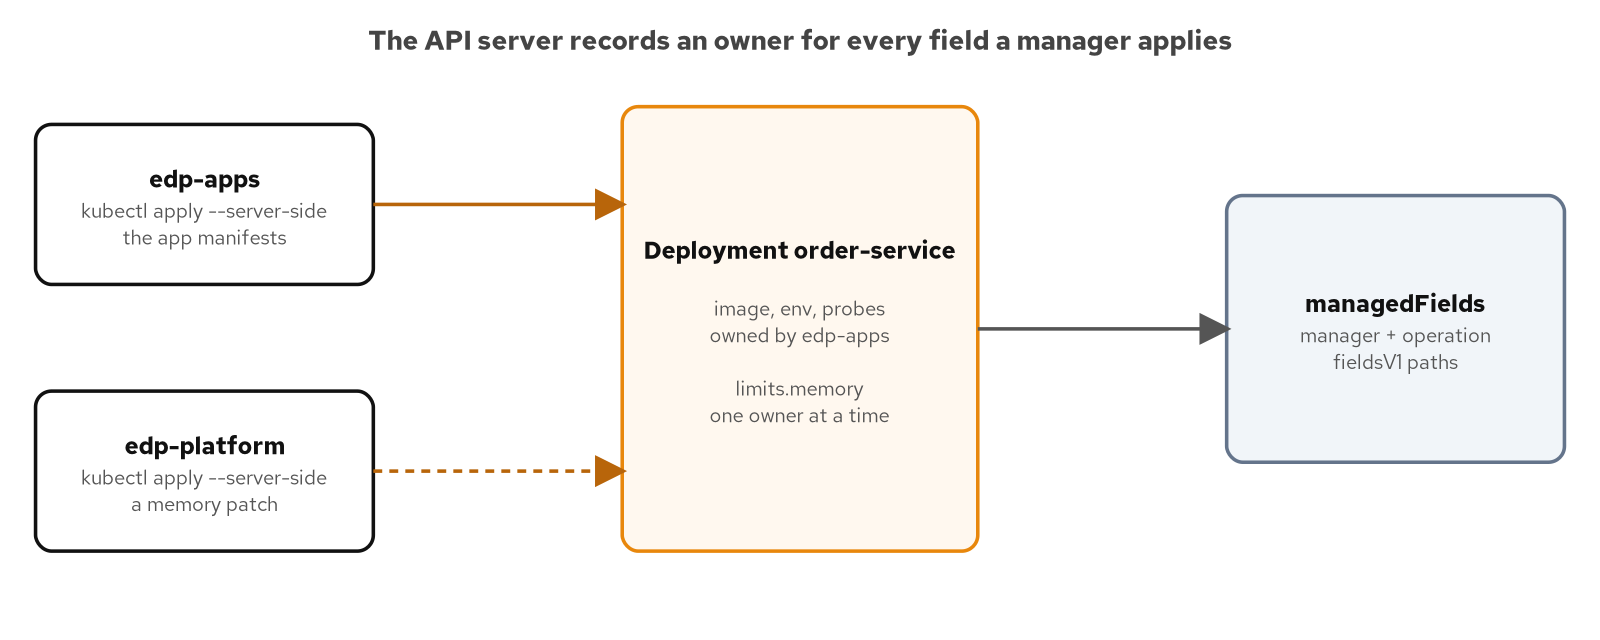 The API server records an owner for every field a manager applies
edp-apps
kubectl apply --server-side
the app manifests
edp-platform
kubectl apply --server-side
a memory patch
Deployment order-service
image, env, probes
owned by edp-apps
limits.memory
one owner at a time
managedFields
manager + operation
fieldsV1 paths